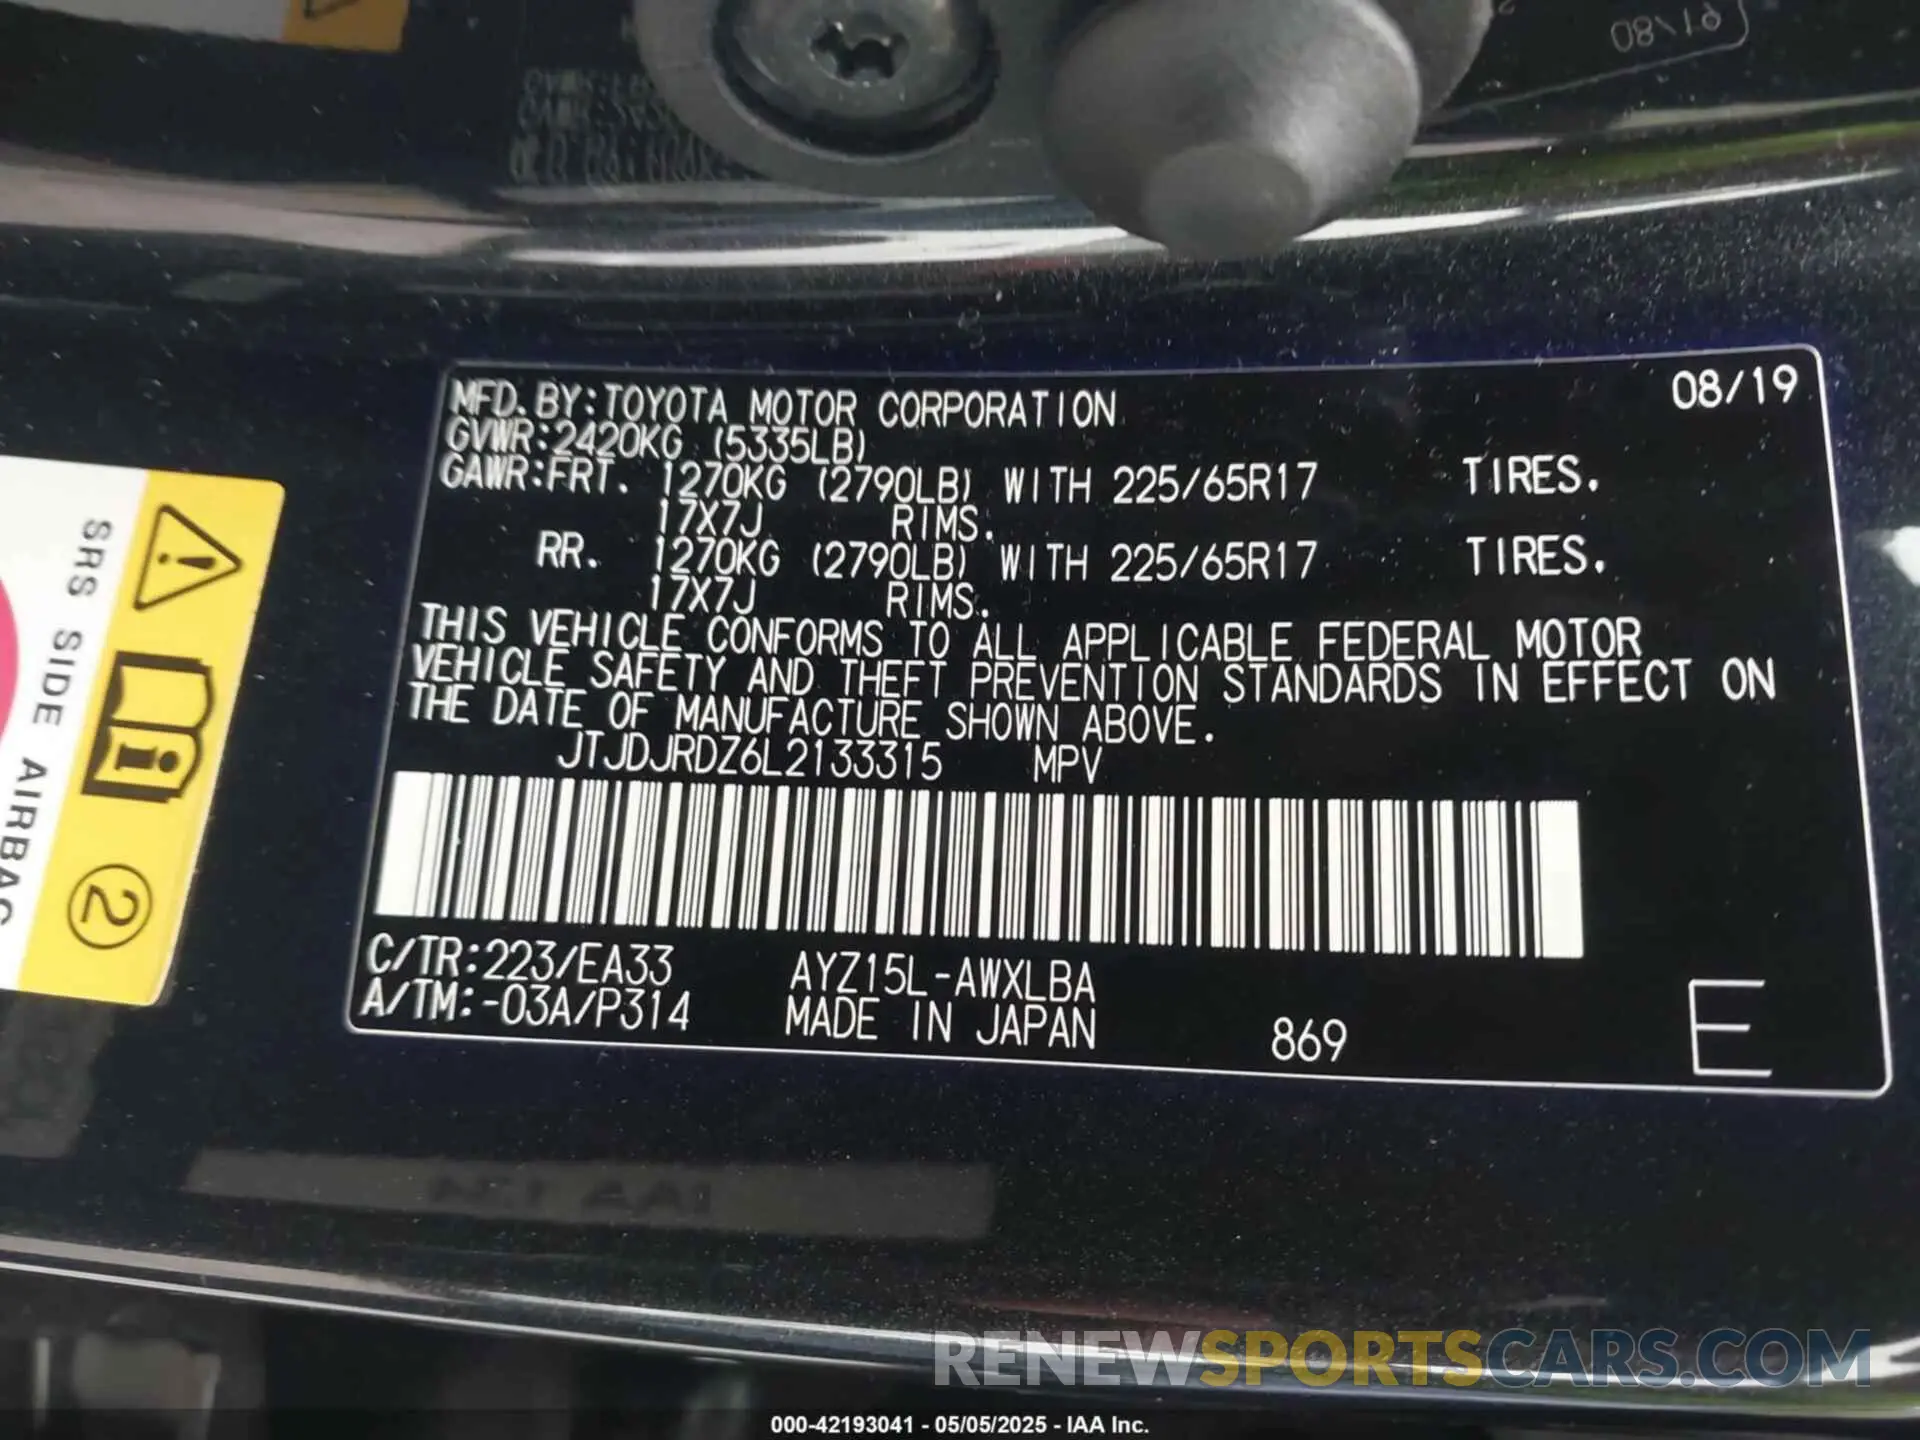 MFD. BY:TOYOTA MOTOR CORPORATION 08/19
GVWR:2420KG (5335LB)
GAWR:FRT. 1270KG (2790LB) WITH 225/65R17 TIRES.
17X7J RIMS.
RR. 1270KG (2790LB) WITH 225/65R17 TIRES.
17X7J RIMS.
THIS VEHICLE CONFORMS TO ALL APPLICABLE FEDERAL MOTOR
VEHICLE SAFETY AND THEFT PREVENTION STANDARDS IN EFFECT ON
THE DATE OF MANUFACTURE SHOWN ABOVE.
JTJDJRDZ6L2133315 MPV
C/TR:223/EA33 AYZ15L-AWXLBA
A/TM:-03A/P314 MADE IN JAPAN 869 E
SRS SIDE AIRBAG
2
RENEWSPORTSCARS.COM
000-42193041 - 05/05/2025 - IAA Inc.